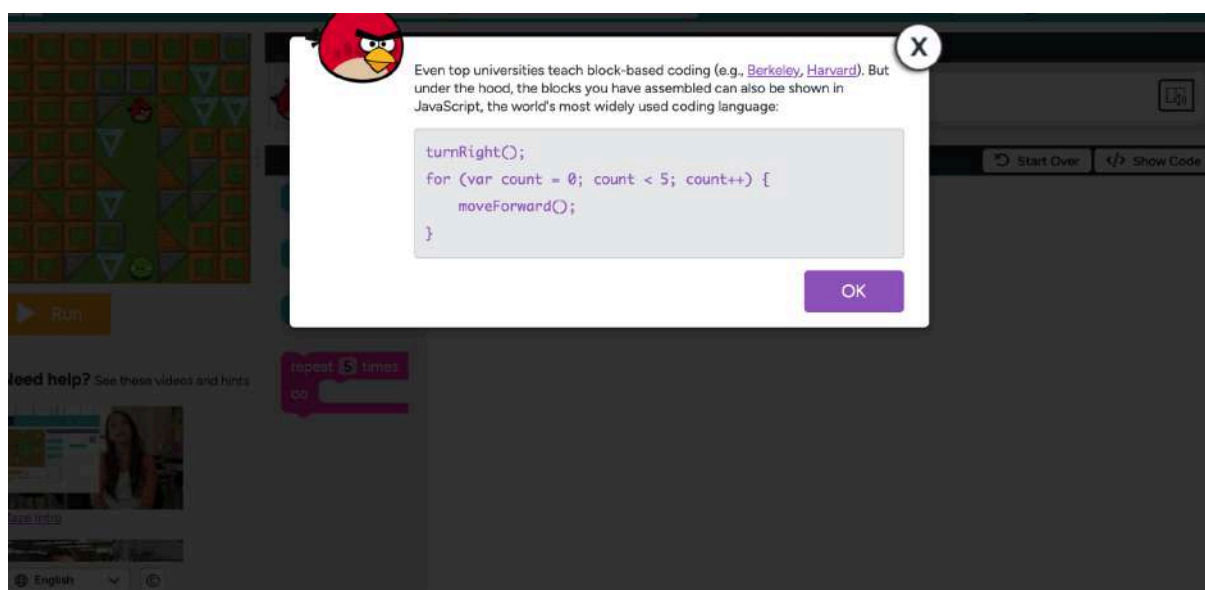 X
Even top universities teach block-based coding (e.g., Berkeley, Harvard). But
under the hood, the blocks you have assembled can also be shown in
JavaScript, the world's most widely used coding language:
turnRight();
for (var count = 0; count < 5; count++) {
moveForward();
}
OK
Start Over
</> Show Code
Run
repeat 5 times
do
Need help? See these videos and hints
Maze Intro
English
©